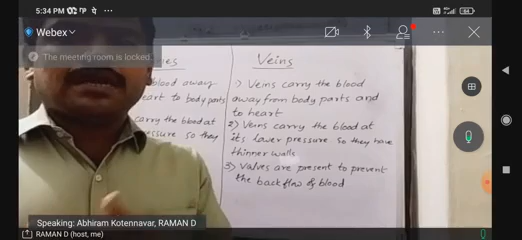 5:34 PM
64
Webex
The meeting room is locked.
Veins
blood away
to body parts
carry the blood at
so they
1) Veins carry the blood
away from body parts and
to heart
2) Veins carry the blood at
its lower pressure so they have
thinner walls
3) Valves are present to prevent
the back flow of blood
Speaking: Abhiram Kotennavar, RAMAN D
RAMAN D (host, me)